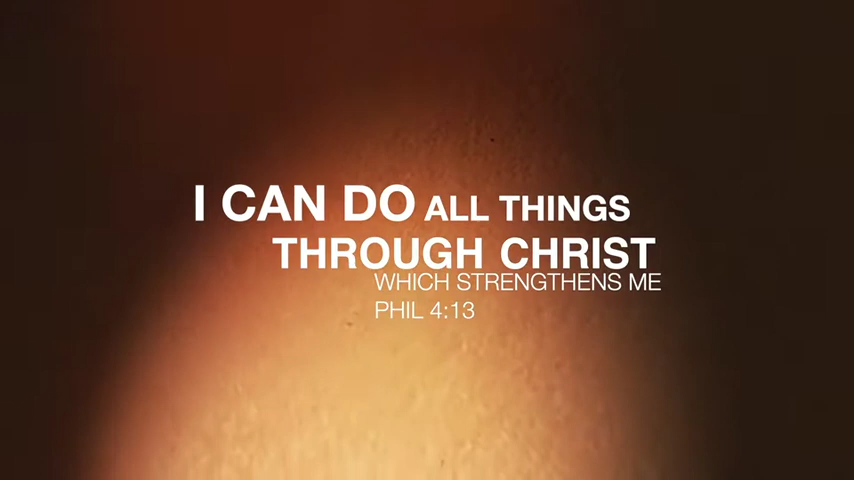 I CAN DO ALL THINGS
THROUGH CHRIST
WHICH STRENGTHENS ME
PHIL 4:13